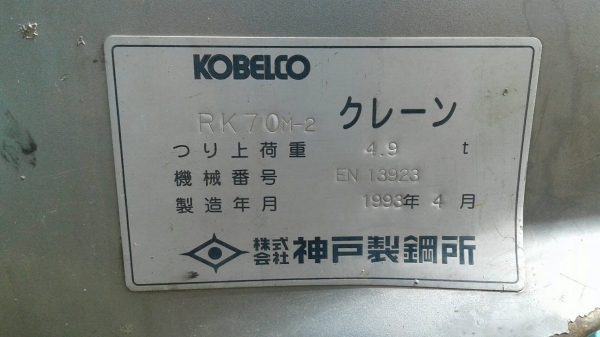 KOBELCO
RK70M-2 クレーン
つり上荷重 4.9 t
機械番号 EN 13923
製造年月 1993年 4月
株式会社 神戸製鋼所